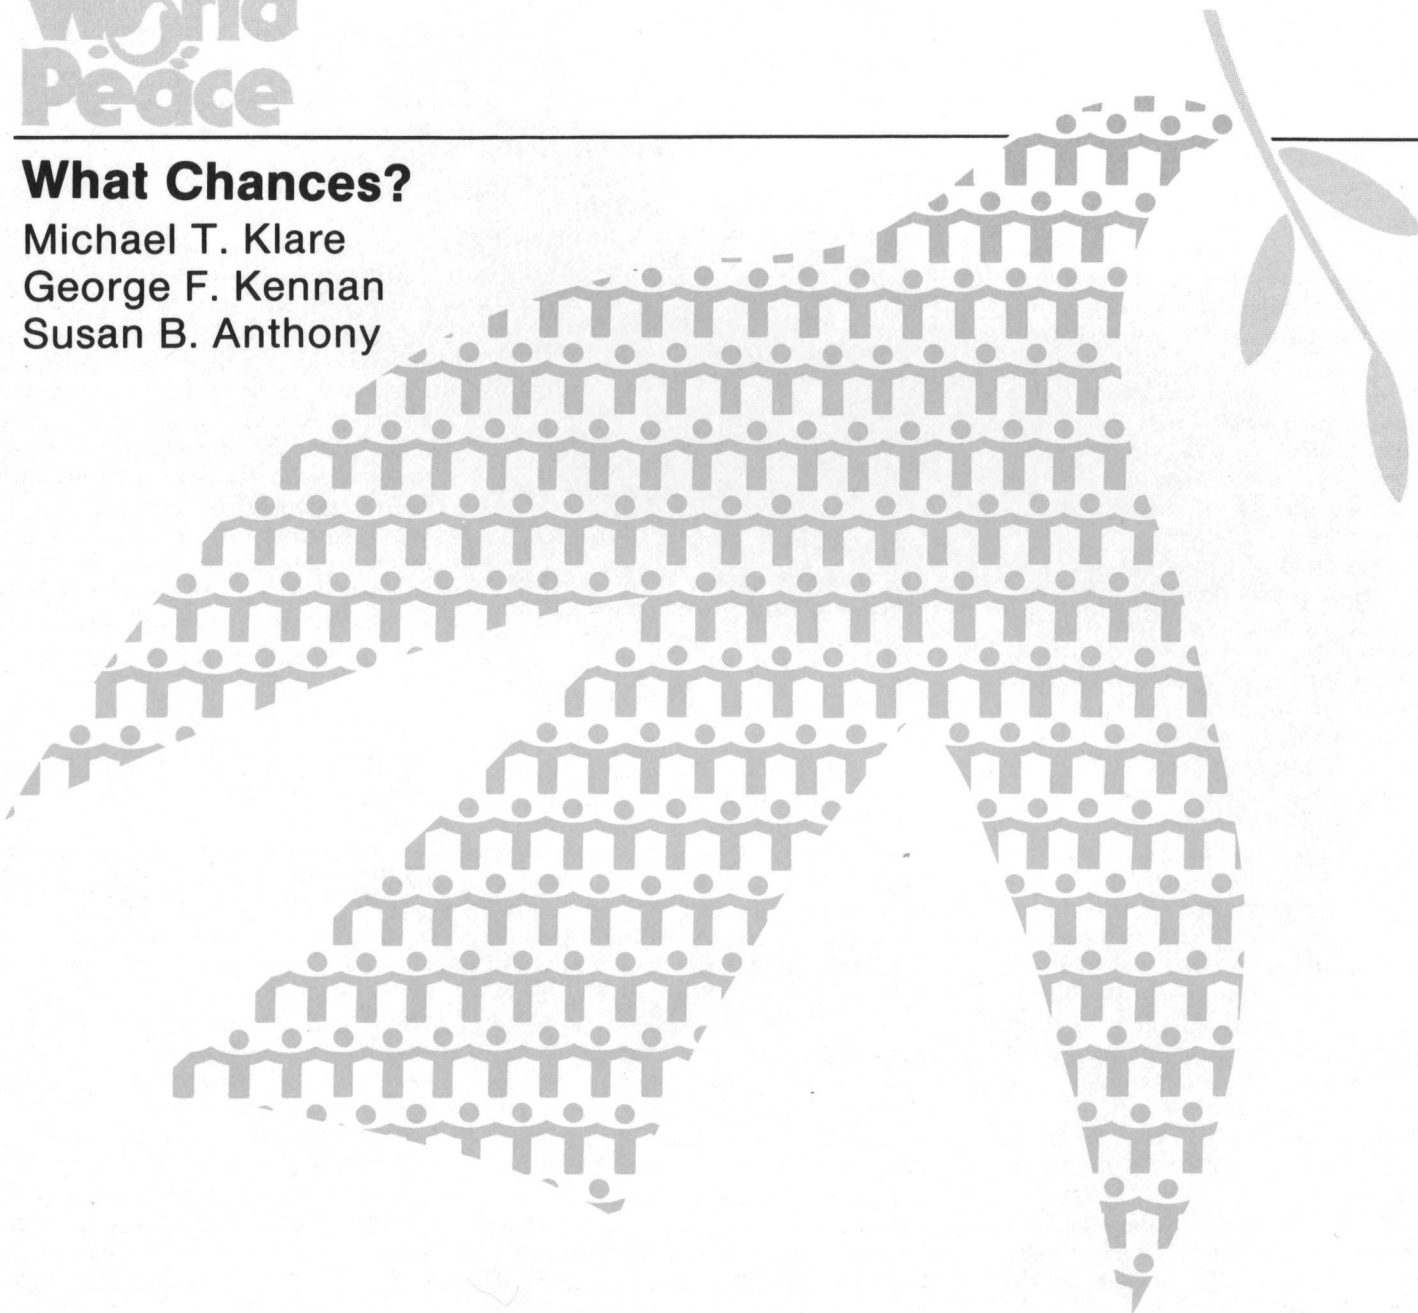 World
Peace
What Chances?
Michael T. Klare
George F. Kennan
Susan B. Anthony